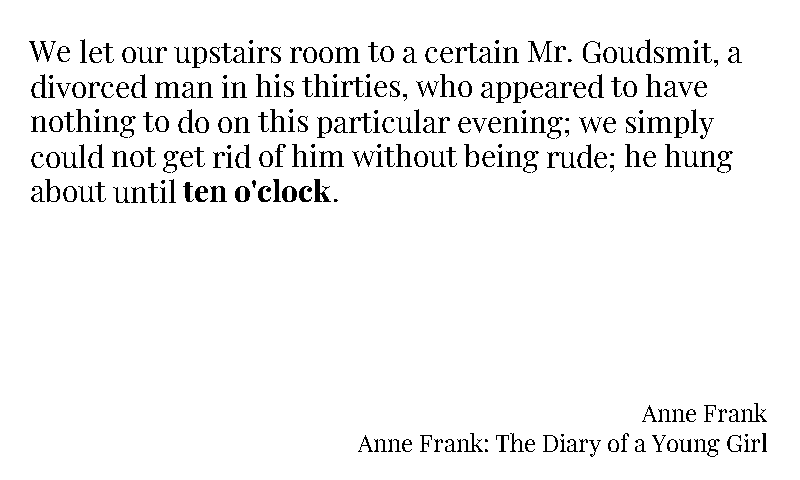 We let our upstairs room to a certain Mr. Goudsmit, a
divorced man in his thirties, who appeared to have
nothing to do on this particular evening; we simply
could not get rid of him without being rude; he hung
about until ten o'clock.
Anne Frank
Anne Frank: The Diary of a Young Girl